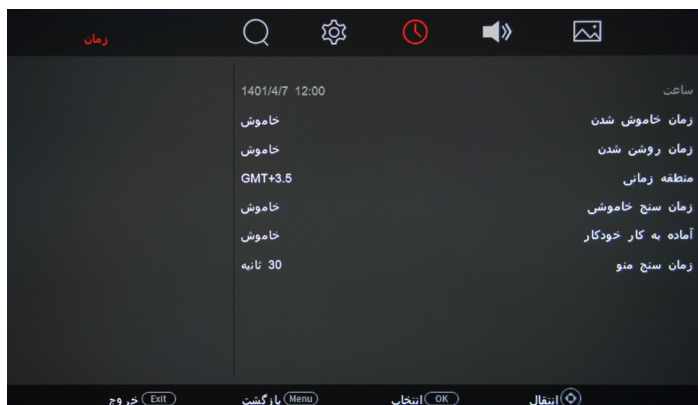 زمان
ساعت 1401/4/7 12:00
زمان خاموش شدن خاموش
زمان روشن شدن خاموش
منطقه زمانی GMT+3.5
زمان سنج خاموشی خاموش
آماده به کار خودکار خاموش
زمان سنج منو 30 ثانیه
انتقال OK انتخاب Menu بازگشت Exit خروج